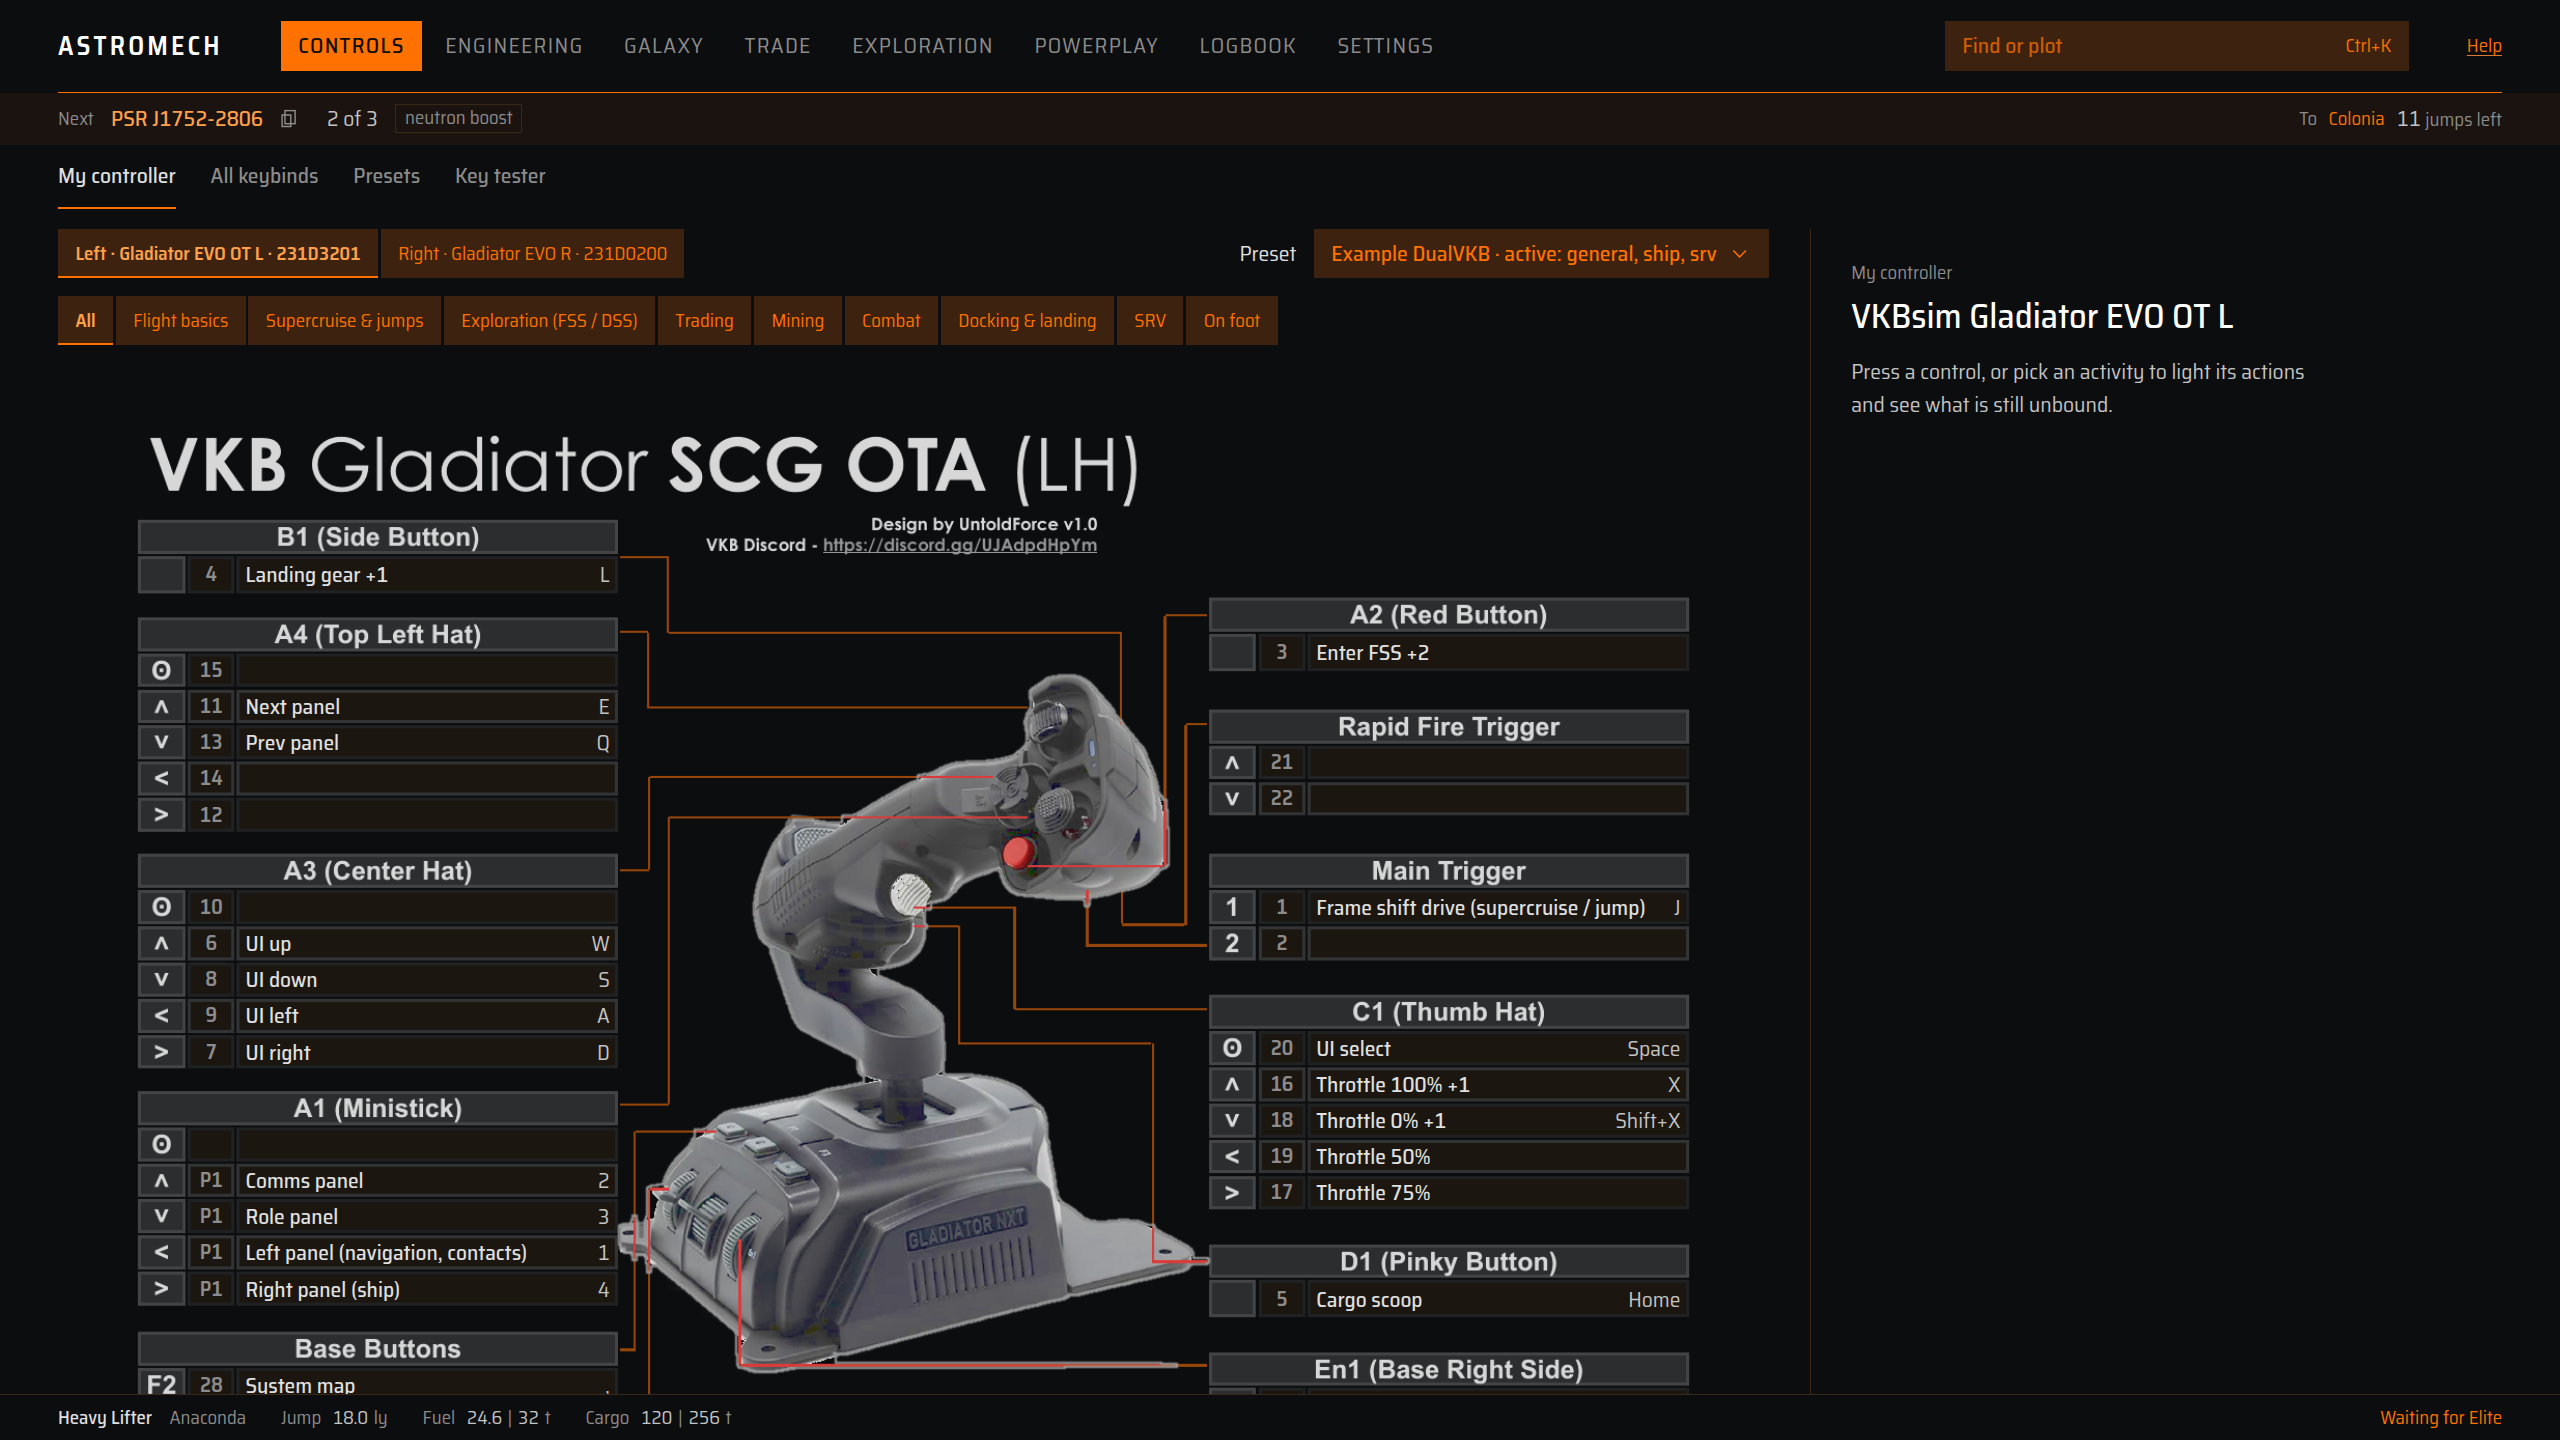 ASTROMECH CONTROLS ENGINEERING GALAXY TRADE EXPLORATION POWERPLAY LOGBOOK SETTINGS Find or plot Ctrl+K Help
Next PSR J1752-2806 2 of 3 neutron boost To Colonia 11 jumps left
My controller All keybinds Presets Key tester
Left · Gladiator EVO OT L · 231D3201 Right · Gladiator EVO R · 231D0200 Preset Example DualVKB · active: general, ship, srv
All Flight basics Supercruise & jumps Exploration (FSS / DSS) Trading Mining Combat Docking & landing SRV On foot
My controller
VKBsim Gladiator EVO OT L
Press a control, or pick an activity to light its actions
and see what is still unbound.
VKB Gladiator SCG OTA (LH)
Design by UntoldForce v1.0
VKB Discord - https://discord.gg/UJAdpdHpYm
B1 (Side Button)
4 Landing gear +1 L
A4 (Top Left Hat)
ʘ 15
ʌ 11 Next panel E
v 13 Prev panel Q
< 14
> 12
A3 (Center Hat)
ʘ 10
ʌ 6 UI up W
v 8 UI down S
< 9 UI left A
> 7 UI right D
A1 (Ministick)
ʘ
ʌ P1 Comms panel 2
v P1 Role panel 3
< P1 Left panel (navigation, contacts) 1
> P1 Right panel (ship) 4
Base Buttons
F2 28 System map ,
A2 (Red Button)
3 Enter FSS +2
Rapid Fire Trigger
ʌ 21
v 22
Main Trigger
1 1 Frame shift drive (supercruise / jump) J
2 2
C1 (Thumb Hat)
ʘ 20 UI select Space
ʌ 16 Throttle 100% +1 X
v 18 Throttle 0% +1 Shift+X
< 19 Throttle 50%
> 17 Throttle 75%
D1 (Pinky Button)
5 Cargo scoop Home
En1 (Base Right Side)
GLADIATOR NXT
Heavy Lifter Anaconda Jump 18.0 ly Fuel 24.6 | 32 t Cargo 120 | 256 t Waiting for Elite